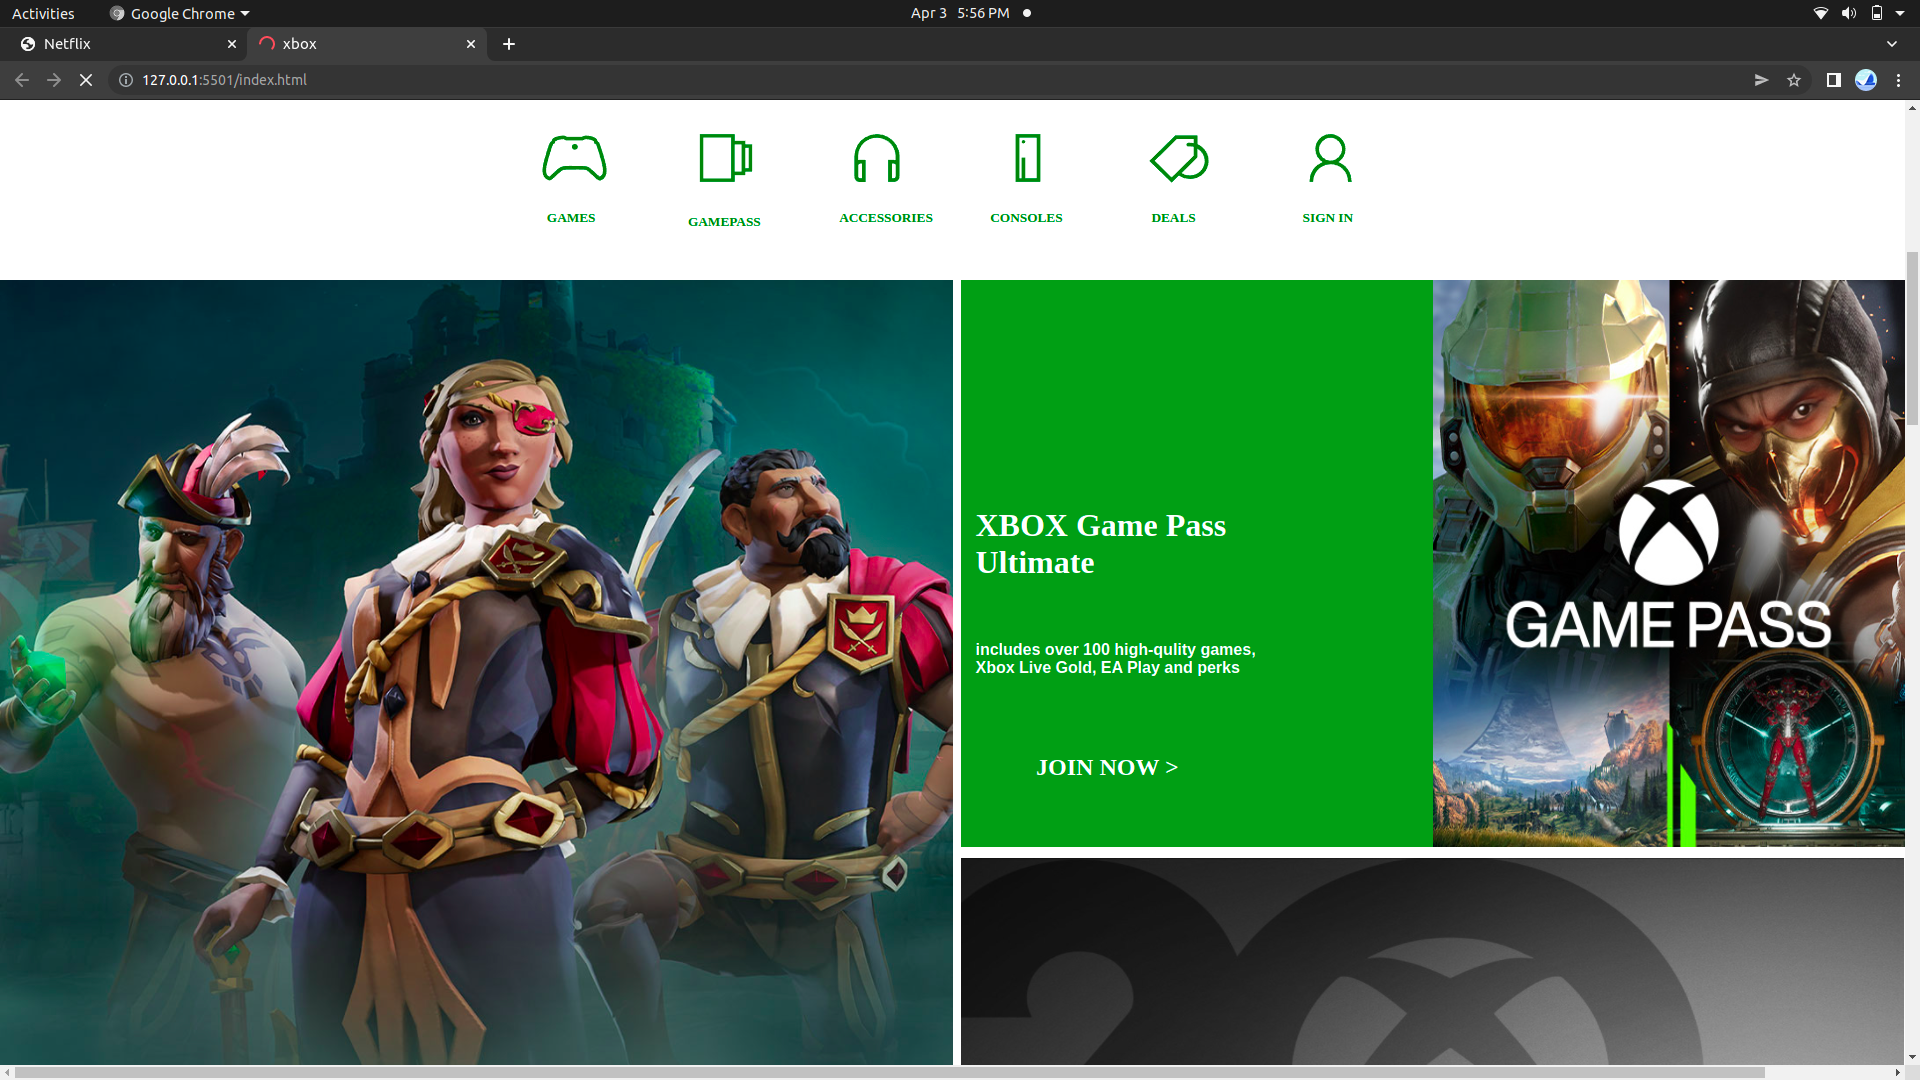 Activities
Google Chrome
Apr 3 5:56 PM
Netflix
xbox
127.0.0.1:5501/index.html
GAMES
GAMEPASS
ACCESSORIES
CONSOLES
DEALS
SIGN IN
XBOX Game Pass
Ultimate
includes over 100 high-qulity games,
Xbox Live Gold, EA Play and perks
JOIN NOW >
GAME PASS